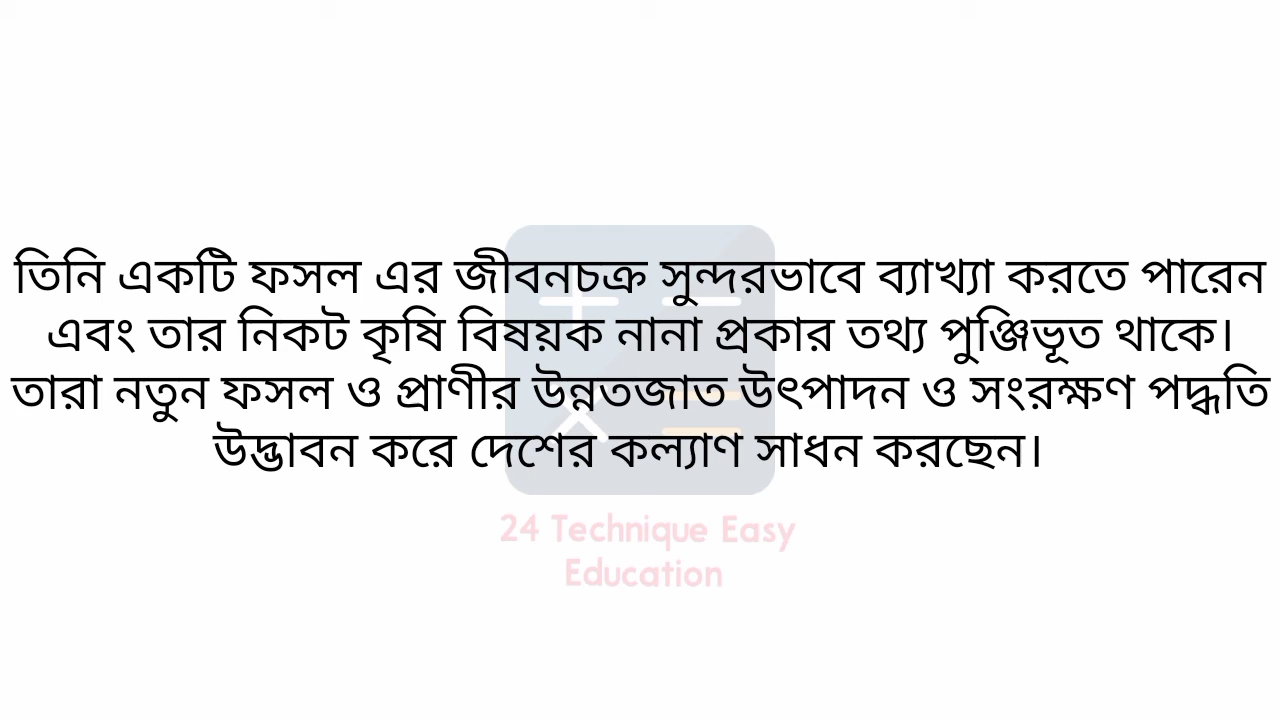 তিনি একটি ফসল এর জীবনচক্র সুন্দরভাবে ব্যাখ্যা করতে পারেন
এবং তার নিকট কৃষি বিষয়ক নানা প্রকার তথ্য পুঞ্জিভূত থাকে।
তারা নতুন ফসল ও প্রাণীর উন্নতজাত উৎপাদন ও সংরক্ষণ পদ্ধতি
উদ্ভাবন করে দেশের কল্যাণ সাধন করছেন।
24 Technique Easy
Education